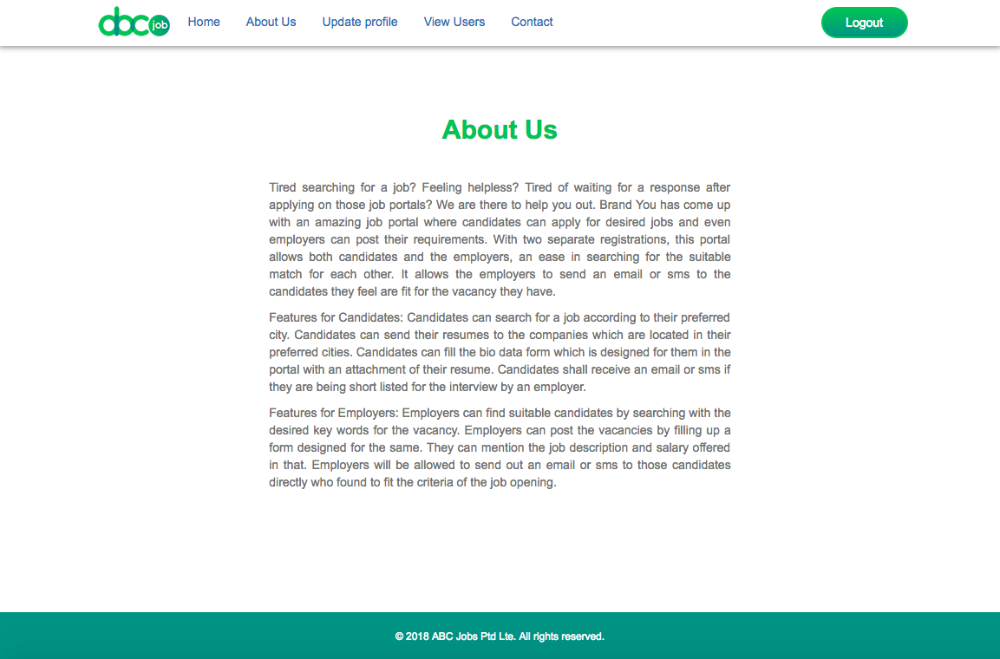 abc job Home About Us Update profile View Users Contact Logout
About Us
Tired searching for a job? Feeling helpless? Tired of waiting for a response after
applying on those job portals? We are there to help you out. Brand You has come up
with an amazing job portal where candidates can apply for desired jobs and even
employers can post their requirements. With two separate registrations, this portal
allows both candidates and the employers, an ease in searching for the suitable
match for each other. It allows the employers to send an email or sms to the
candidates they feel are fit for the vacancy they have.
Features for Candidates: Candidates can search for a job according to their preferred
city. Candidates can send their resumes to the companies which are located in their
preferred cities. Candidates can fill the bio data form which is designed for them in the
portal with an attachment of their resume. Candidates shall receive an email or sms if
they are being short listed for the interview by an employer.
Features for Employers: Employers can find suitable candidates by searching with the
desired key words for the vacancy. Employers can post the vacancies by filling up a
form designed for the same. They can mention the job description and salary offered
in that. Employers will be allowed to send out an email or sms to those candidates
directly who found to fit the criteria of the job opening.
© 2018 ABC Jobs Ptd Lte. All rights reserved.